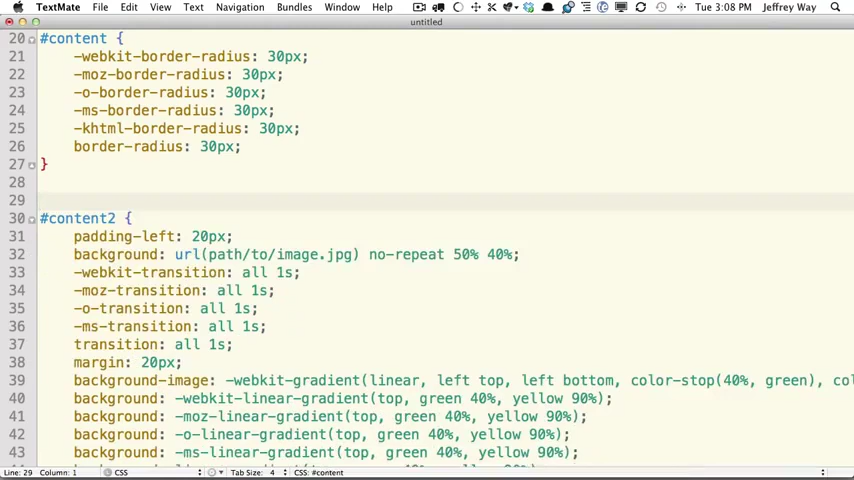 TextMate File Edit View Text Navigation Bundles Window Help Tue 3:08 PM Jeffrey Way
untitled
20 #content {
21 -webkit-border-radius: 30px;
22 -moz-border-radius: 30px;
23 -o-border-radius: 30px;
24 -ms-border-radius: 30px;
25 -khtml-border-radius: 30px;
26 border-radius: 30px;
27 }
28
29
30 #content2 {
31 padding-left: 20px;
32 background: url(path/to/image.jpg) no-repeat 50% 40%;
33 -webkit-transition: all 1s;
34 -moz-transition: all 1s;
35 -o-transition: all 1s;
36 -ms-transition: all 1s;
37 transition: all 1s;
38 margin: 20px;
39 background-image: -webkit-gradient(linear, left top, left bottom, color-stop(40%, green), col
40 background: -webkit-linear-gradient(top, green 40%, yellow 90%);
41 background: -moz-linear-gradient(top, green 40%, yellow 90%);
42 background: -o-linear-gradient(top, green 40%, yellow 90%);
43 background: -ms-linear-gradient(top, green 40%, yellow 90%);
Line: 29 Column: 1 CSS Tab Size: 4 CSS: #content